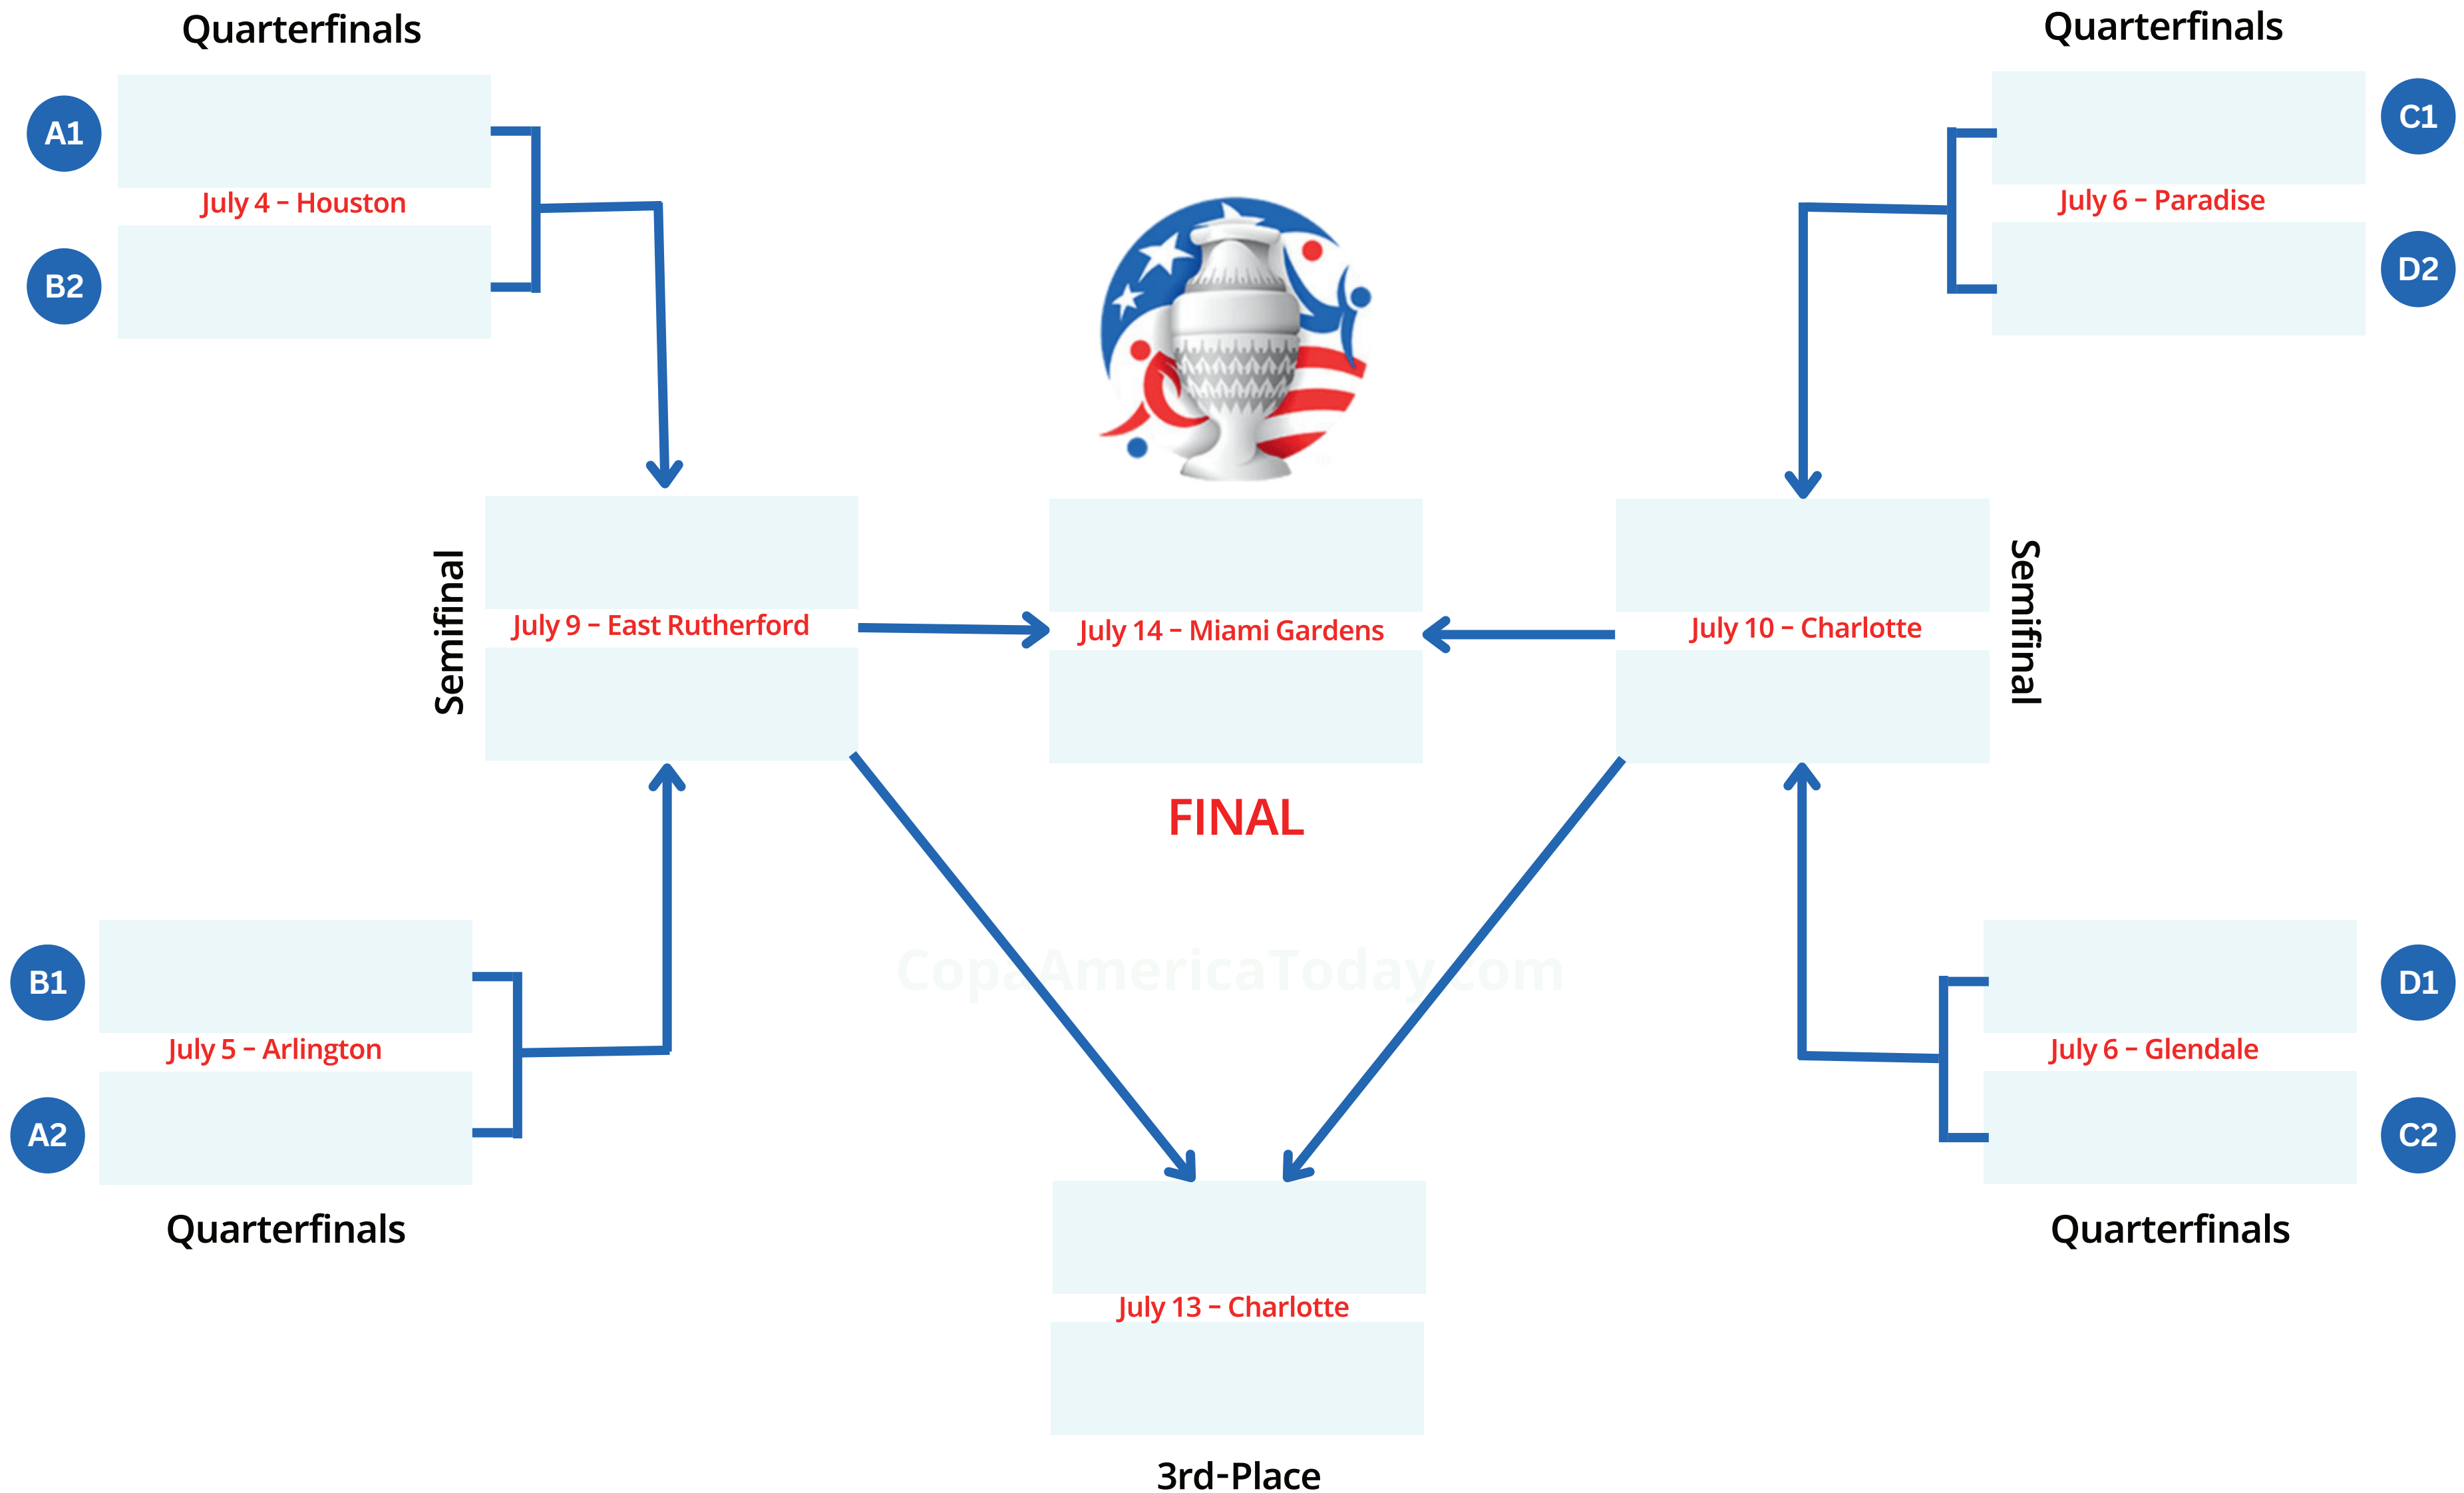 Quarterfinals
Quarterfinals
A1
C1
July 4 – Houston
July 6 – Paradise
B2
D2
Semifinal
July 9 – East Rutherford
July 14 – Miami Gardens
July 10 – Charlotte
Semifinal
FINAL
CopaAmericaToday.com
B1
D1
July 5 – Arlington
July 6 – Glendale
A2
C2
Quarterfinals
Quarterfinals
July 13 – Charlotte
3rd-Place